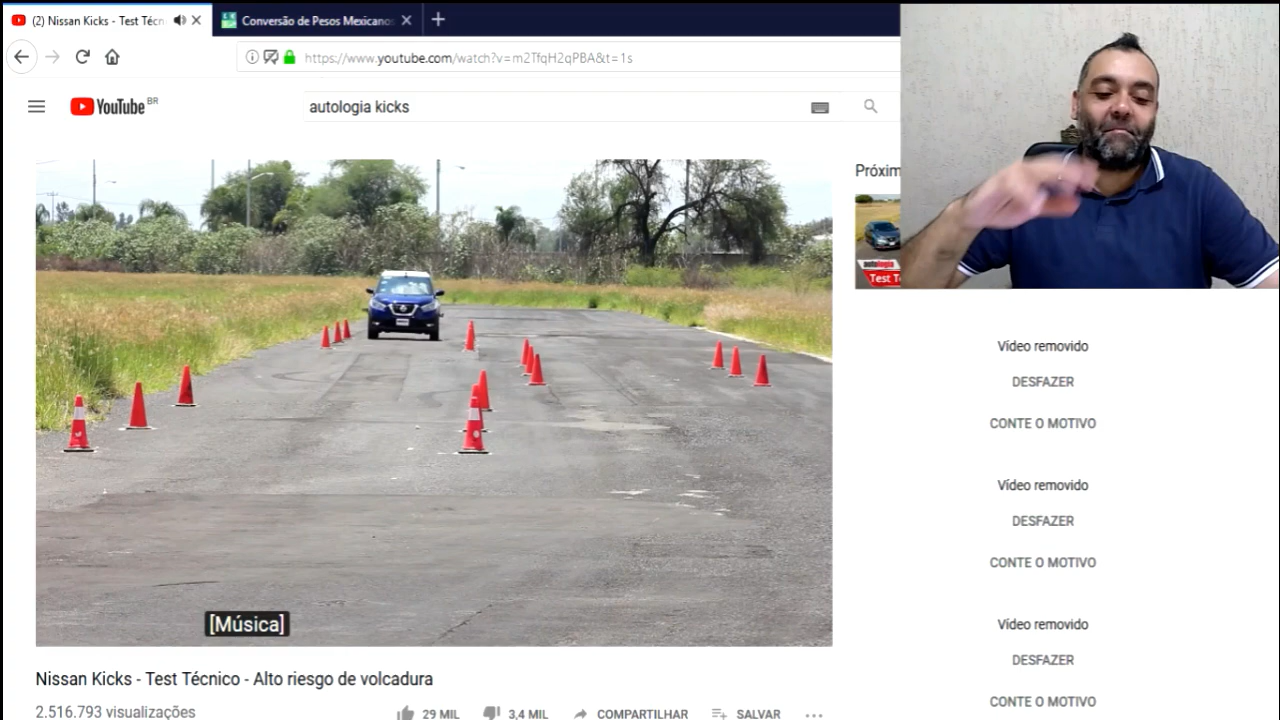 (2) Nissan Kicks - Test Técn
Conversão de Pesos Mexicanos
https://www.youtube.com/watch?v=m2TfqH2qPBA&t=1s
YouTube BR
autologia kicks
Próxim
autologia
Test T
[Música]
Vídeo removido
DESFAZER
CONTE O MOTIVO
Vídeo removido
DESFAZER
CONTE O MOTIVO
Vídeo removido
DESFAZER
CONTE O MOTIVO
Nissan Kicks - Test Técnico - Alto riesgo de volcadura
2.516.793 visualizações
29 MIL
3,4 MIL
COMPARTILHAR
SALVAR